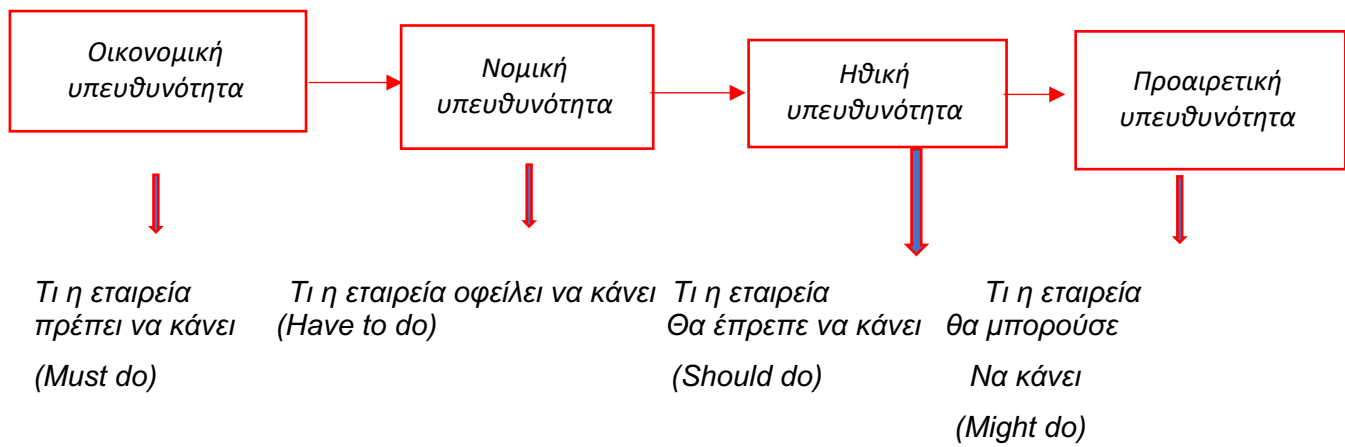 Οικονομική
υπευθυνότητα
Νομική
υπευθυνότητα
Ηθική
υπευθυνότητα
Προαιρετική
υπευθυνότητα
Τι η εταιρεία
πρέπει να κάνει
(Must do)
Τι η εταιρεία οφείλει να κάνει
(Have to do)
Τι η εταιρεία
Θα έπρεπε να κάνει
(Should do)
Τι η εταιρεία
θα μπορούσε
Να κάνει
(Might do)